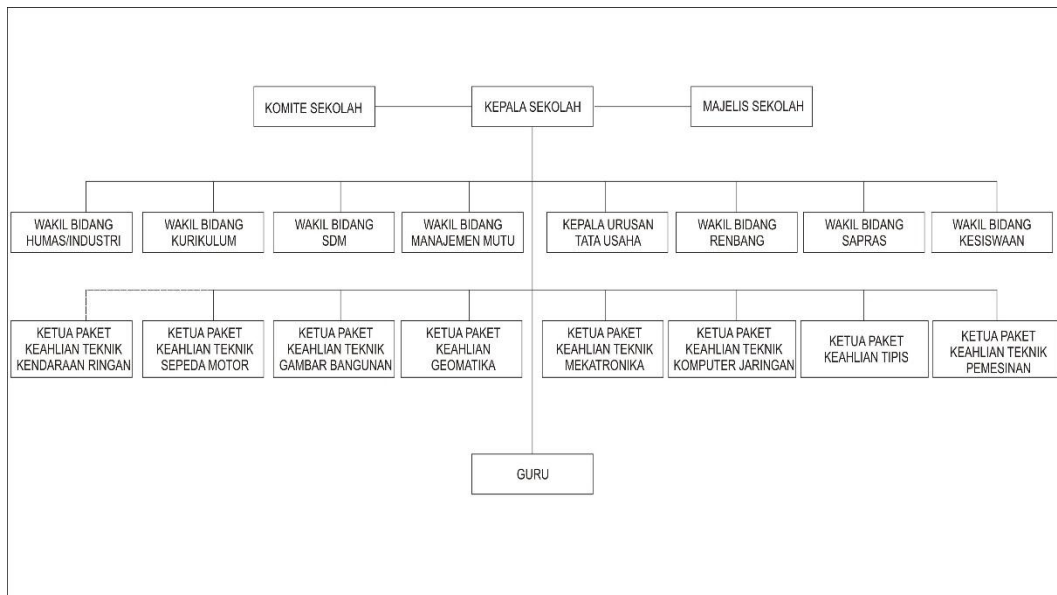 KOMITE SEKOLAH
KEPALA SEKOLAH
MAJELIS SEKOLAH
WAKIL BIDANG
HUMAS/INDUSTRI
WAKIL BIDANG
KURIKULUM
WAKIL BIDANG
SDM
WAKIL BIDANG
MANAJEMEN MUTU
KEPALA URUSAN
TATA USAHA
WAKIL BIDANG
RENBANG
WAKIL BIDANG
SAPRAS
WAKIL BIDANG
KESISWAAN
KETUA PAKET
KEAHLIAN TEKNIK
KENDARAAN RINGAN
KETUA PAKET
KEAHLIAN TEKNIK
SEPEDA MOTOR
KETUA PAKET
KEAHLIAN TEKNIK
GAMBAR BANGUNAN
KETUA PAKET
KEAHLIAN
GEOMATIKA
KETUA PAKET
KEAHLIAN TEKNIK
MEKATRONIKA
KETUA PAKET
KEAHLIAN TEKNIK
KOMPUTER JARINGAN
KETUA PAKET
KEAHLIAN TIPIS
KETUA PAKET
KEAHLIAN TEKNIK
PEMESINAN
GURU